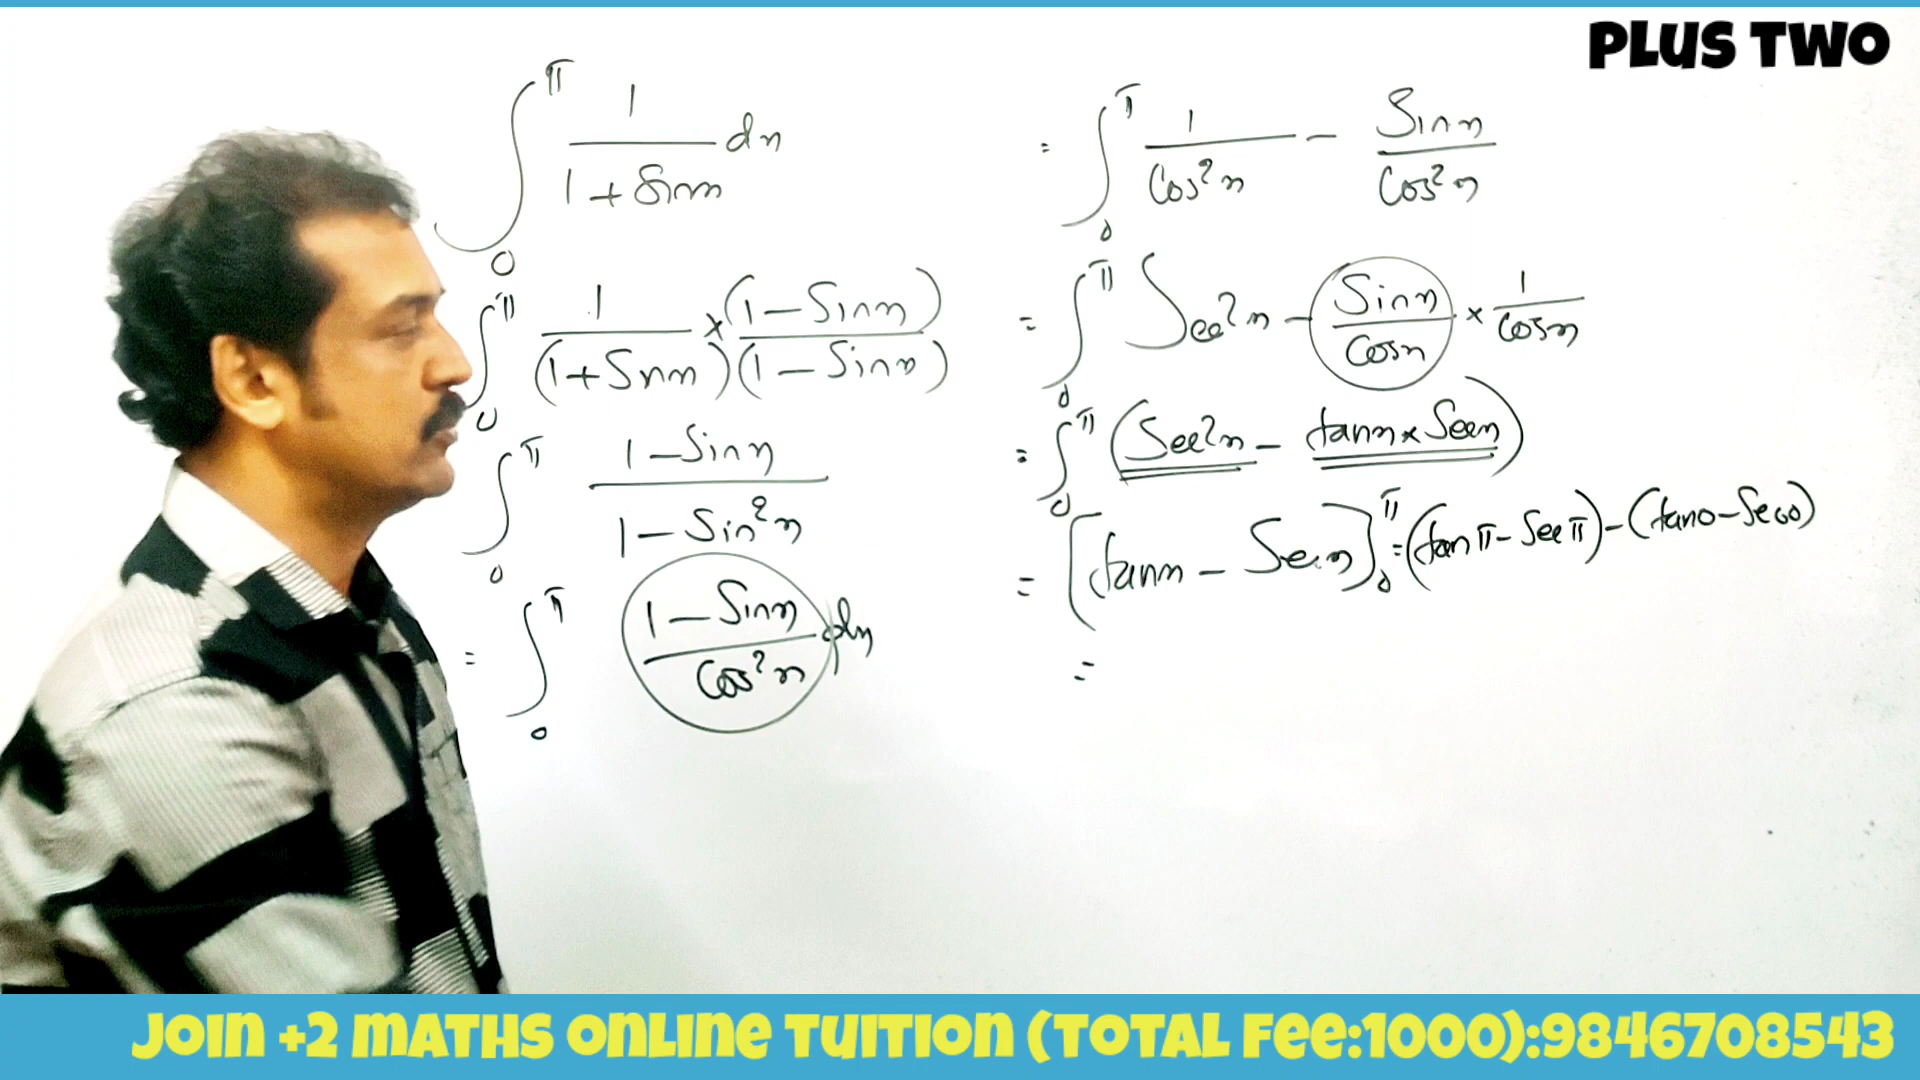 PLUS TWO
∫₀^π 1/(1+Sinx) dx
∫₀^π 1/(1+Sinx) × (1-Sinx)/(1-Sinx)
∫₀^π (1-Sinx)/(1-Sin²x)
= ∫₀^π (1-Sinx)/(Cos²x) dx
= ∫₀^π 1/Cos²x - Sinx/Cos²x
= ∫₀^π Sec²x - Sinx/Cosx × 1/Cosx
= ∫₀^π (Sec²x - tanx × Secx)
= [tanx - Secx]₀^π = (tanπ - Secπ) - (tan0 - Sec0)
=
JOIN +2 MATHS ONLINE TUITION (TOTAL FEE:1000):9846708543